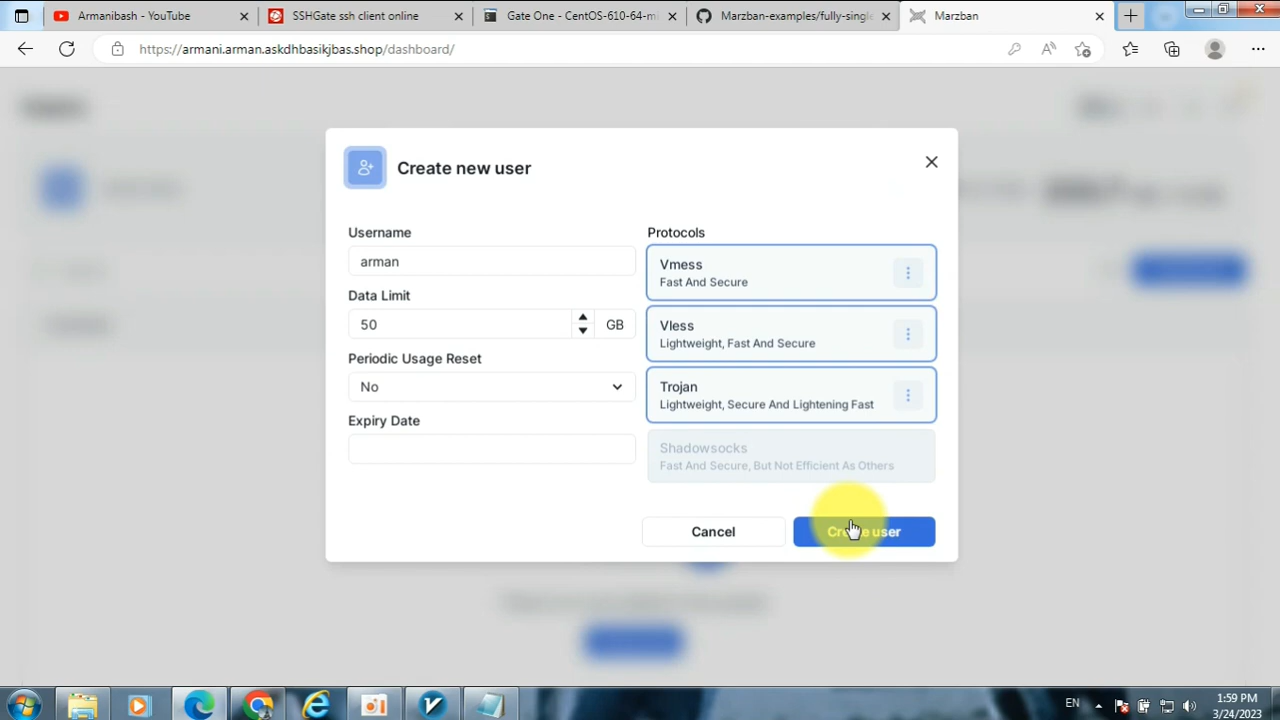 Armanibash - YouTube
SSHGate ssh client online
Gate One - CentOS-610-64-mi
Marzban-examples/fully-single
Marzban
https://armani.arman.askdhbasikjbas.shop/dashboard/
Create new user
Username
arman
Data Limit
50
GB
Periodic Usage Reset
No
Expiry Date
Protocols
Vmess
Fast And Secure
Vless
Lightweight, Fast And Secure
Trojan
Lightweight, Secure And Lightening Fast
Shadowsocks
Fast And Secure, But Not Efficient As Others
Cancel
Create user
EN
1:59 PM
3/24/2023